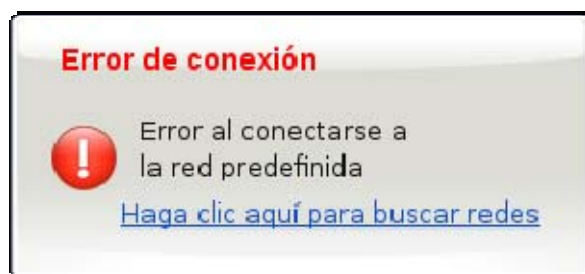 Error de conexión
Error al conectarse a
la red predefinida
Haga clic aquí para buscar redes